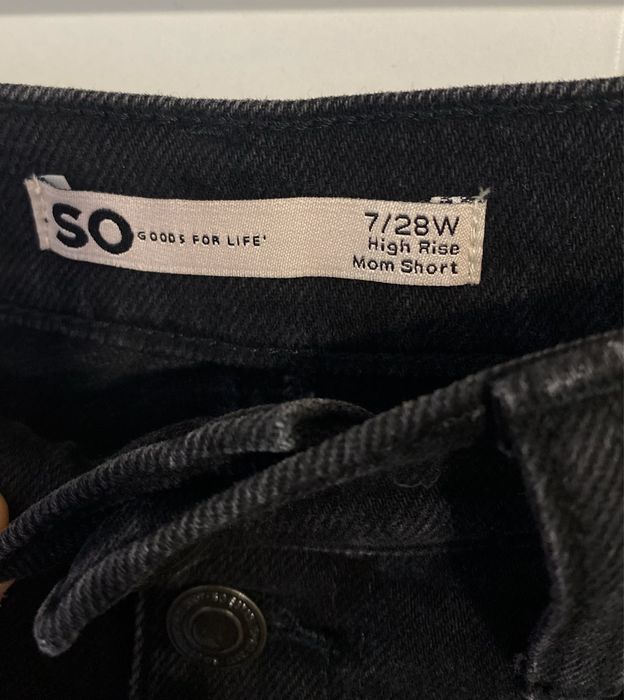 SO GOODS FOR LIFE'
7/28W
High Rise
Mom Short